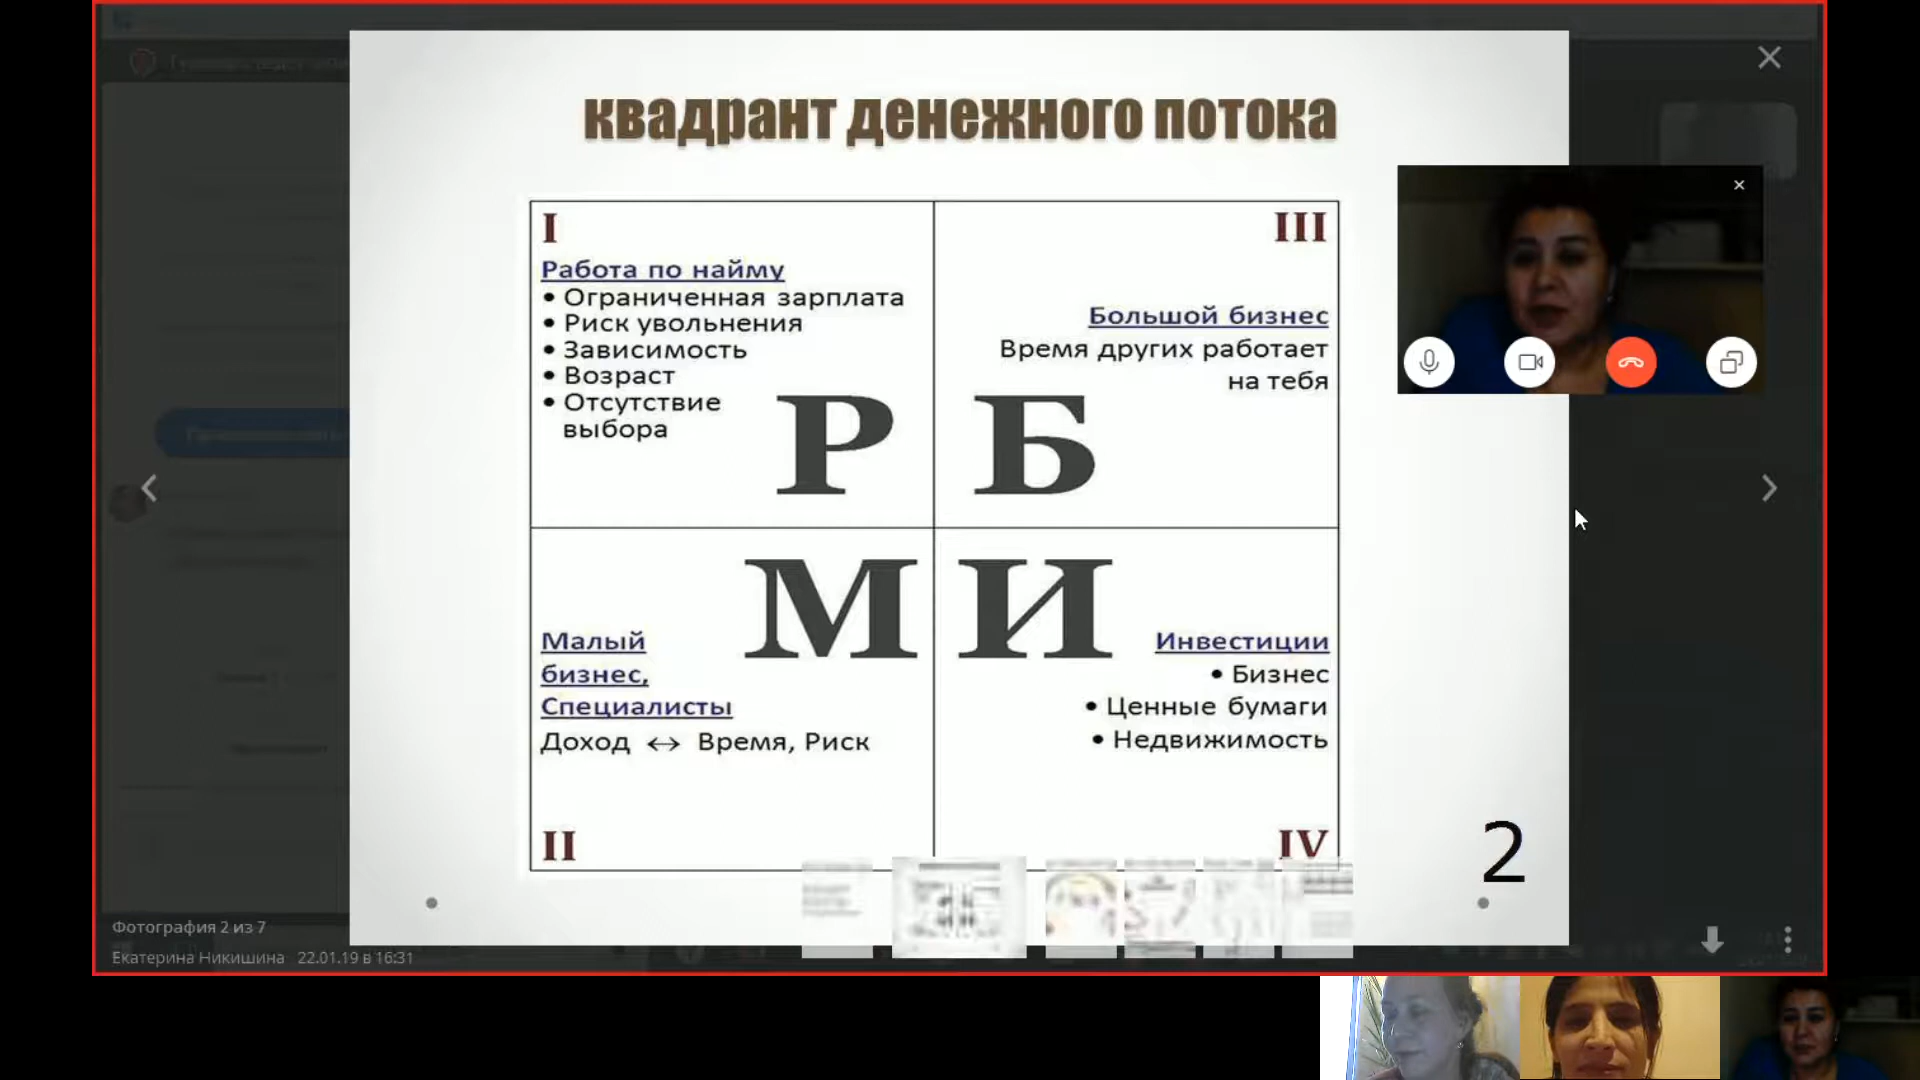 квадрант денежного потока
I
Работа по найму
• Ограниченная зарплата
• Риск увольнения
• Зависимость
• Возраст
• Отсутствие
выбора
Р
III
Большой бизнес
Время других работает
на тебя
Б
М
Малый
бизнес,
Специалисты
Доход ↔ Время, Риск
II
И
Инвестиции
• Бизнес
• Ценные бумаги
• Недвижимость
IV
2
Фотография 2 из 7
Екатерина Никишина 22.01.19 в 16:31